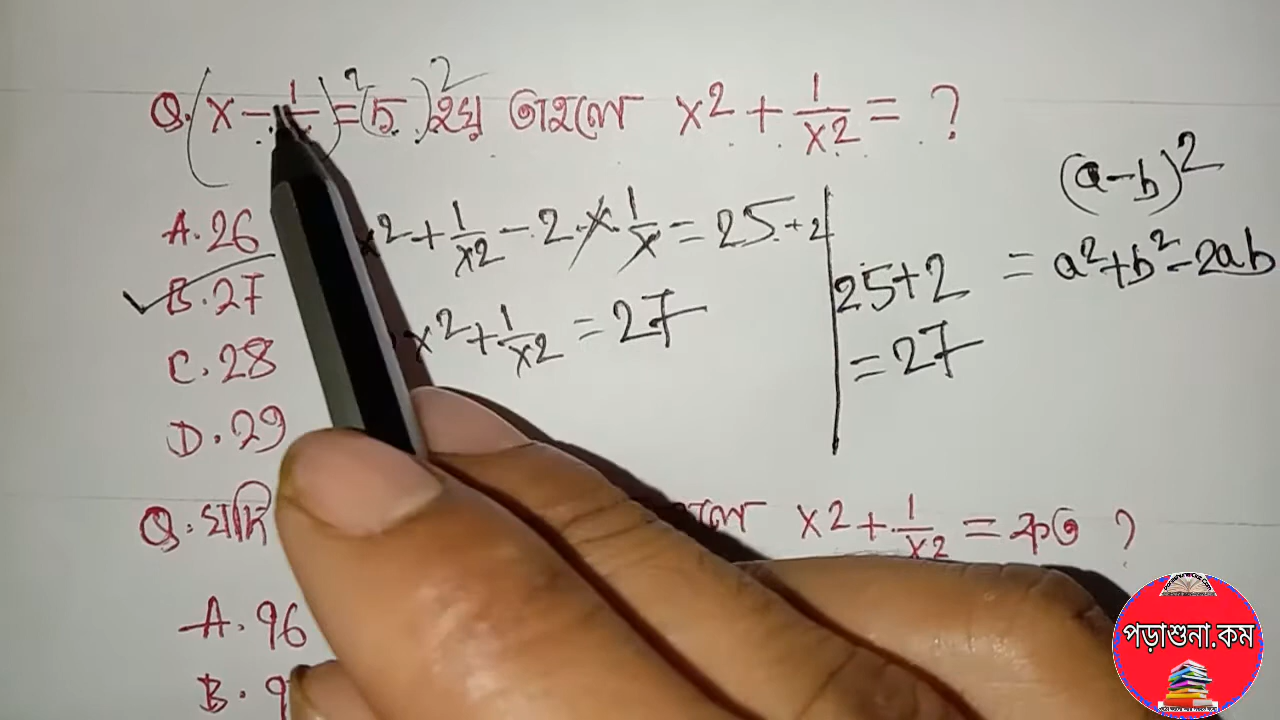 Q. (x - 1/x)² = (5)² হয় তাহলে x² + 1/x² = ?
A. 26
B. 27
C. 28
D. 29
x² + 1/x² - 2·x·1/x = 25 + 2
x² + 1/x² = 27
25+2
= 27
(a-b)²
= a²+b²-2ab
Q. যদি x² + 1/x² = কত ?
A. 96
B.
পড়াশুনা.কম